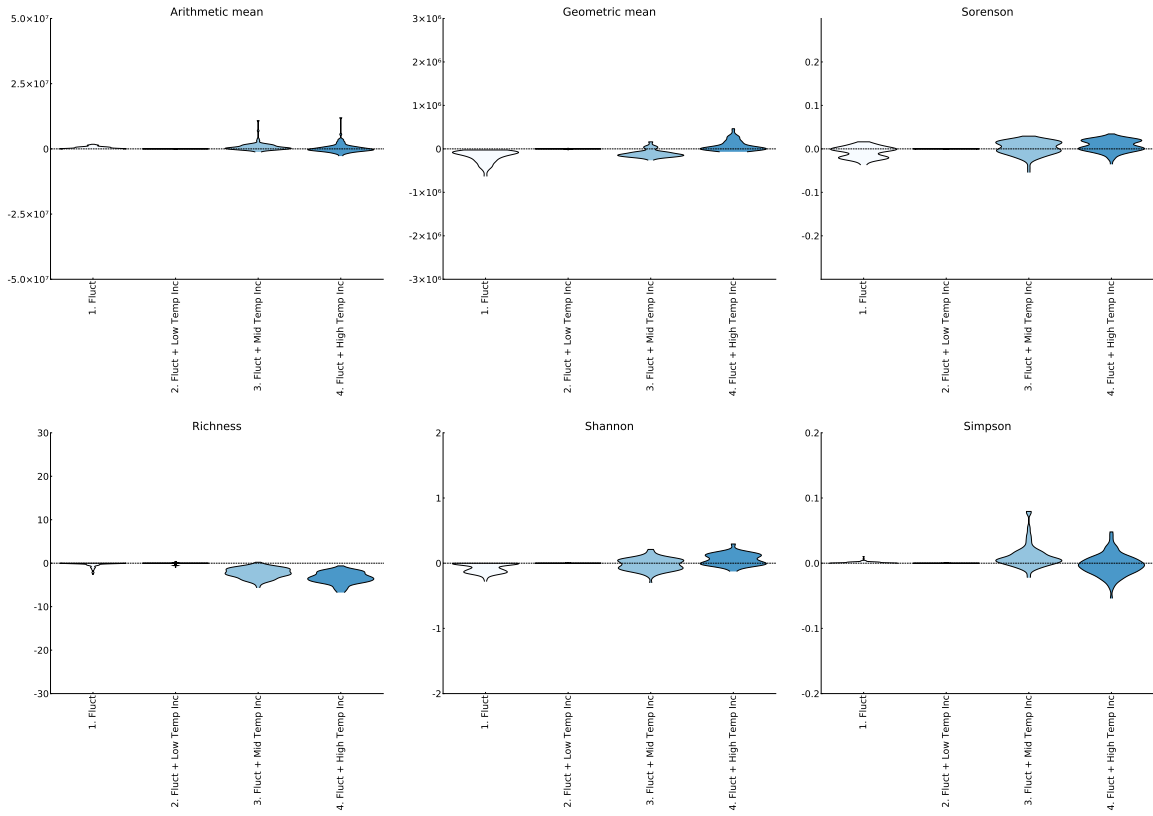 Arithmetic mean
5.0×10⁷
2.5×10⁷
0
-2.5×10⁷
-5.0×10⁷
1. Fluct
2. Fluct + Low Temp Inc
3. Fluct + Mid Temp Inc
4. Fluct + High Temp Inc
Geometric mean
3×10⁶
1×10⁶
0
-1×10⁶
-2×10⁶
-3×10⁶
1. Fluct
2. Fluct + Low Temp Inc
3. Fluct + Mid Temp Inc
4. Fluct + High Temp Inc
Sorenson
0.2
0.1
0.0
-0.1
-0.2
1. Fluct
2. Fluct + Low Temp Inc
3. Fluct + Mid Temp Inc
4. Fluct + High Temp Inc
Richness
30
20
10
0
-10
-20
-30
1. Fluct
2. Fluct + Low Temp Inc
3. Fluct + Mid Temp Inc
4. Fluct + High Temp Inc
Shannon
2
1
0
-1
-2
1. Fluct
2. Fluct + Low Temp Inc
3. Fluct + Mid Temp Inc
4. Fluct + High Temp Inc
Simpson
0.2
0.1
0.0
-0.1
-0.2
1. Fluct
2. Fluct + Low Temp Inc
3. Fluct + Mid Temp Inc
4. Fluct + High Temp Inc